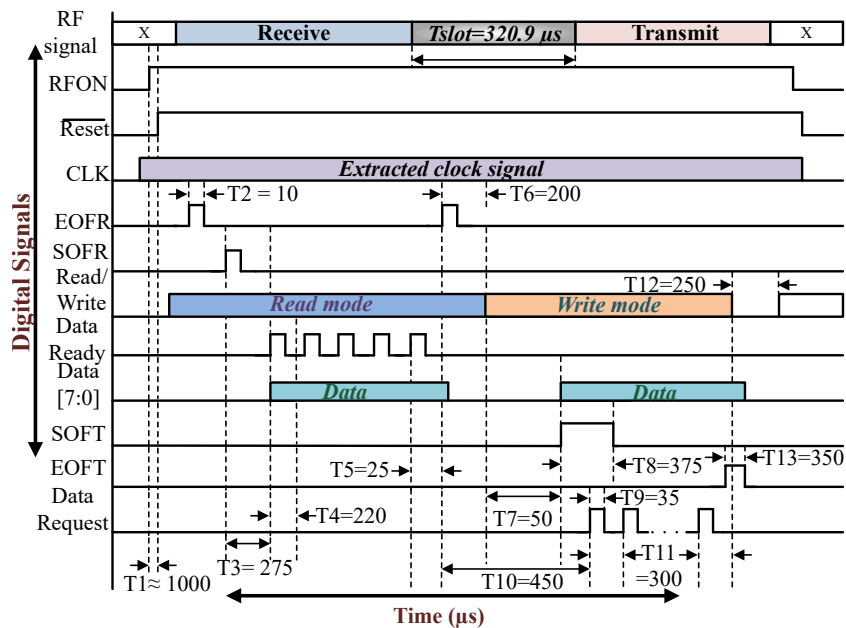 RF signal
X Receive Tslot=320.9 µs Transmit X
RFON
Reset
CLK Extracted clock signal
T2 = 10 T6=200
EOFR
SOFR
Read/ T12=250
Write Read mode Write mode
Data
Ready
Data
[7:0] Data Data
SOFT
T5=25 T8=375 T13=350
EOFT
Data T9=35
Request T4=220 T7=50
T3= 275 T11
T1≈ 1000 T10=450 =300
Time (µs)
Digital Signals